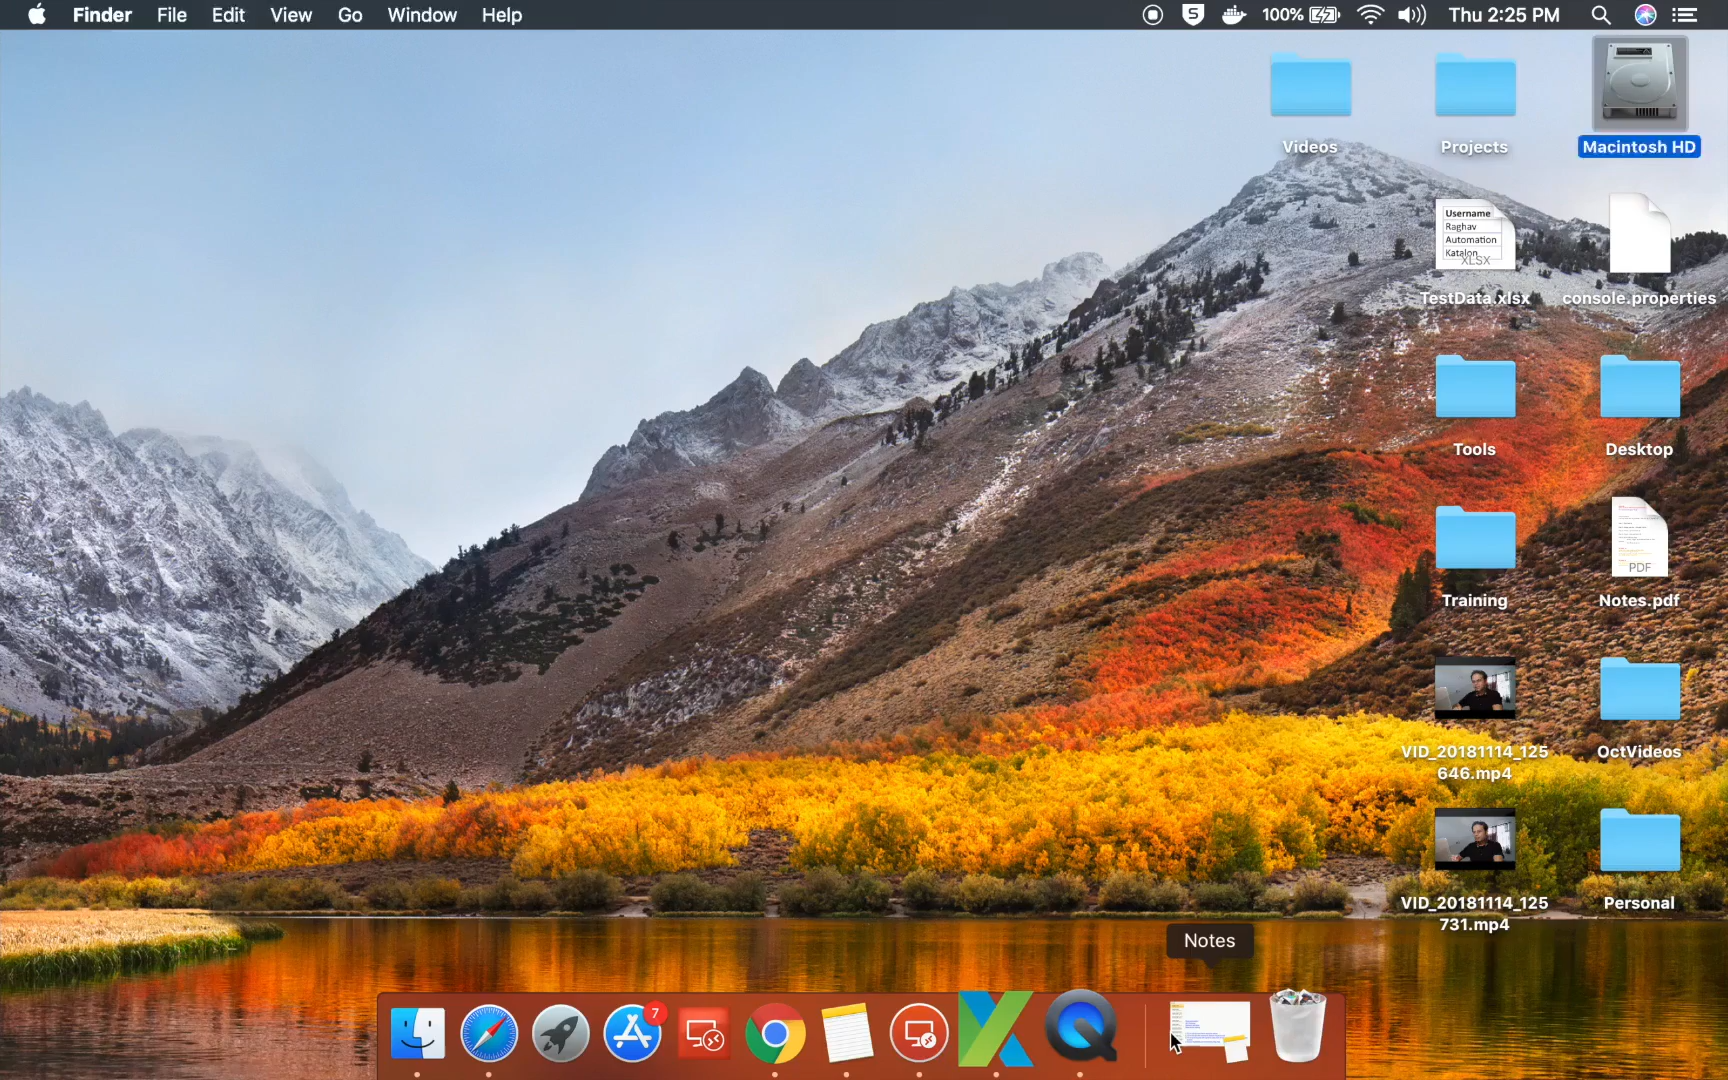 Finder File Edit View Go Window Help
S 100% Thu 2:25 PM
Videos Projects Macintosh HD
Username
Raghav
Automation
Katalon
XLSX
TestData.xlsx console.properties
Tools Desktop
PDF
Training Notes.pdf
VID_20181114_125
646.mp4
OctVideos
VID_20181114_125
731.mp4
Personal
Notes
7